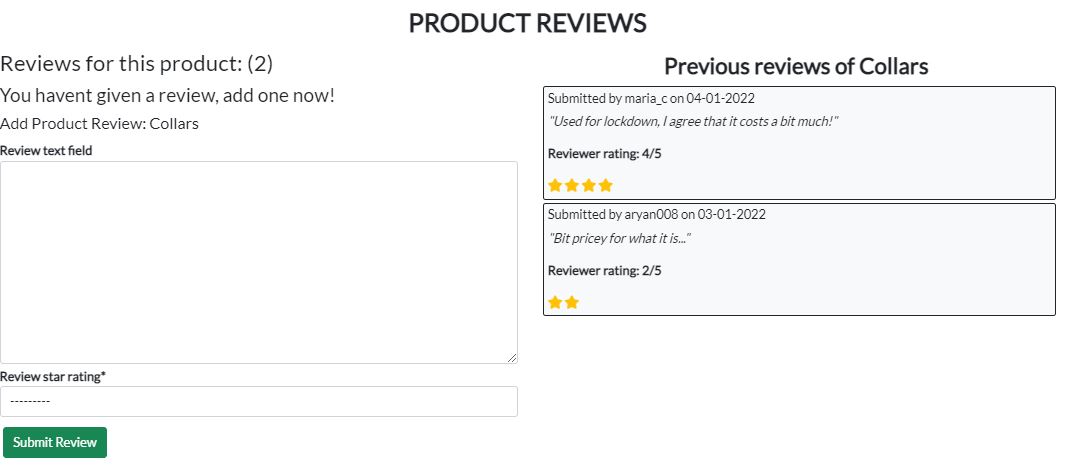 PRODUCT REVIEWS
Reviews for this product: (2)
You havent given a review, add one now!
Add Product Review: Collars
Review text field
Review star rating*
---------
Submit Review
Previous reviews of Collars
Submitted by maria_c on 04-01-2022
"Used for lockdown, I agree that it costs a bit much!"
Reviewer rating: 4/5
Submitted by aryan008 on 03-01-2022
"Bit pricey for what it is..."
Reviewer rating: 2/5